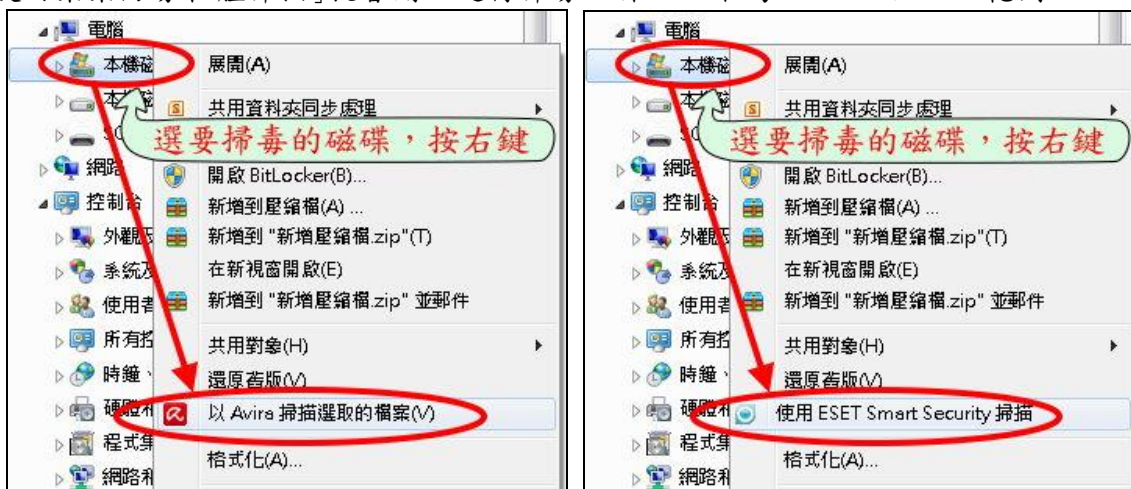 電腦
本機磁
展開(A)
本機磁
共用資料夾同步處理
選要掃毒的磁碟，按右鍵
網路
開啟 BitLocker(B)...
控制台
新增到壓縮檔(A) ...
外觀及
新增到 "新增壓縮檔.zip"(T)
系統及
在新視窗開啟(E)
使用者
新增到 "新增壓縮檔.zip" 並郵件
所有控
共用對象(H)
時鐘、
還原舊版(V)
硬體和
以 Avira 掃描選取的檔案(V)
程式集
格式化(A)...
網路和
電腦
本機磁
展開(A)
本機磁
共用資料夾同步處理
選要掃毒的磁碟，按右鍵
網路
開啟 BitLocker(B)...
控制台
新增到壓縮檔(A) ...
外觀及
新增到 "新增壓縮檔.zip"(T)
系統及
在新視窗開啟(E)
使用者
新增到 "新增壓縮檔.zip" 並郵件
所有控
共用對象(H)
時鐘、
還原舊版(V)
硬體和
使用 ESET Smart Security 掃描
程式集
格式化(A)...
網路和